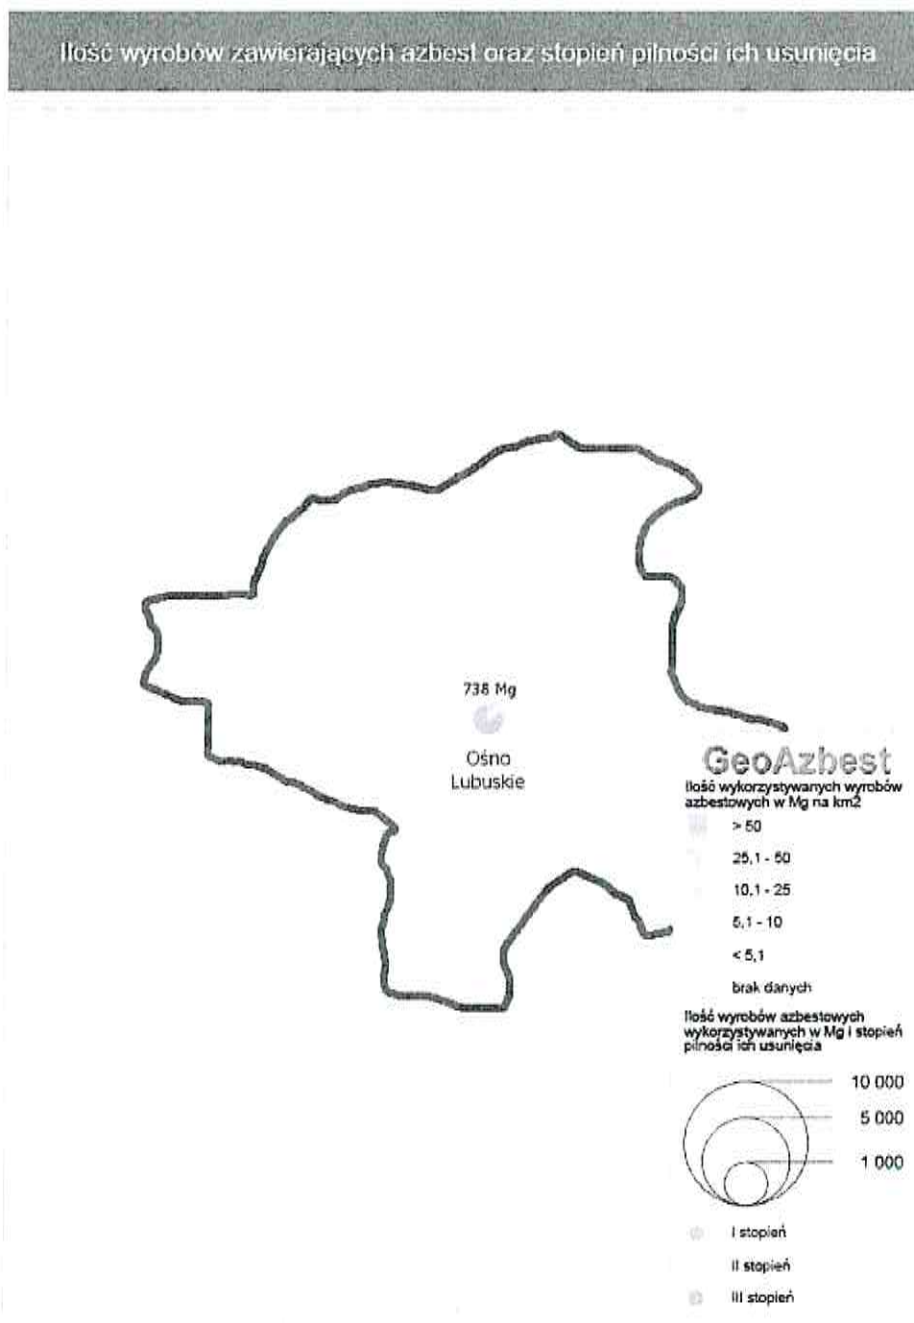 Ilość wyrobów zawierających azbest oraz stopień pilności ich usunięcia
738 Mg
Ośno
Lubuskie
GeoAzbest
Ilość wykorzystywanych wyrobów
azbestowych w Mg na km2
> 50
25,1 - 50
10,1 - 25
5,1 - 10
< 5,1
brak danych
Ilość wyrobów azbestowych
wykorzystywanych w Mg i stopień
pilności ich usunięcia
10 000
5 000
1 000
I stopień
II stopień
III stopień